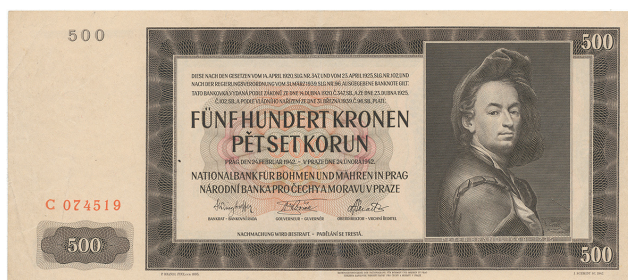 500
500
DIESE NACH DEN GESETZEN VOM 14. APRIL 1920, SLG. NR. 347, UND VOM 23. APRIL 1925, SLG. NR. 102, UND
NACH DER REGIERUNGSVERORDNUNG VOM 31. MÄRZ 1939, SLG. NR. 96, AUSGEGEBENE BANKNOTE GILT.
TATO BANKOVKA, VYDANÁ PODLE ZÁKONŮ ZE DNE 14. DUBNA 1920, Č. 347 SB., A ZE DNE 23. DUBNA 1925,
Č. 102 SB., A PODLE VLÁDNÍHO NAŘÍZENÍ ZE DNE 31. BŘEZNA 1939, Č. 96 SB., PLATÍ.
FÜNF HUNDERT KRONEN
PĚT SET KORUN
PRAG, DEN 24. FEBRUAR 1942. - V PRAZE DNE 24. ÚNORA 1942.
NATIONALBANK FÜR BÖHMEN UND MÄHREN IN PRAG
NÁRODNÍ BANKA PRO ČECHY A MORAVU V PRAZE
C 074519
BANKRAT - BANKOVNÍ RADA GOUVERNEUR - GUVERNÉR OBERDIREKTOR - VRCHNÍ ŘEDITEL
NACHMACHUNG WIRD BESTRAFT. - PADĚLÁNÍ SE TRESTÁ.
500
500